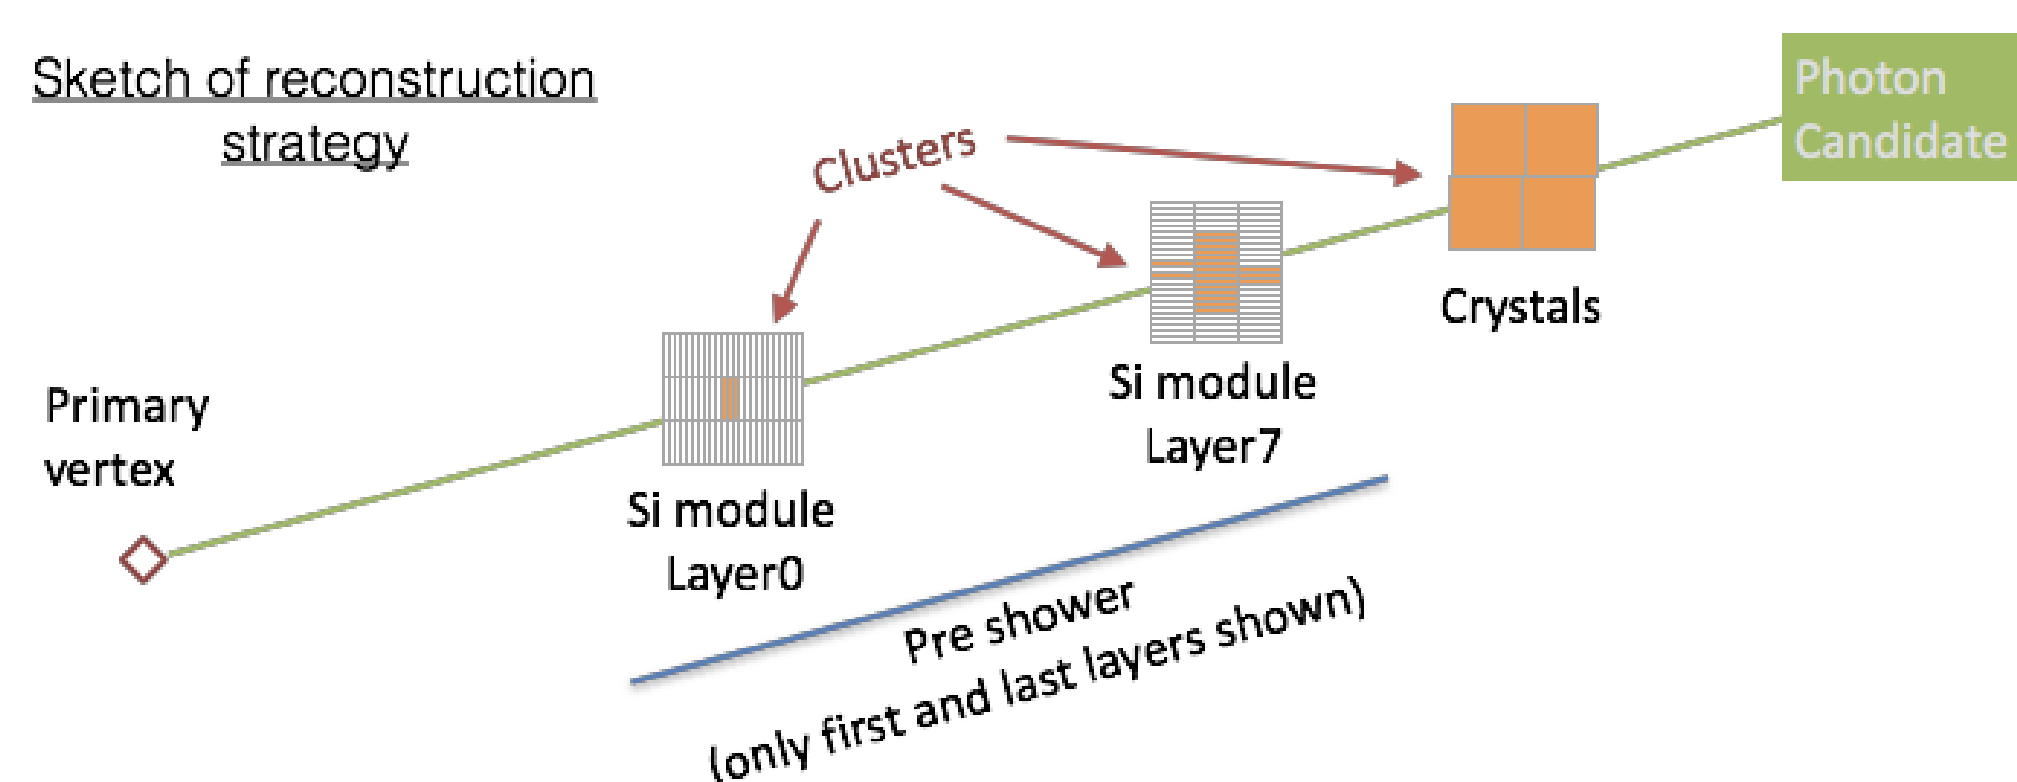 Sketch of reconstruction
strategy
Photon
Candidate
Clusters
Crystals
Si module
Layer7
Primary
vertex
Si module
Layer0
Pre shower
(only first and last layers shown)